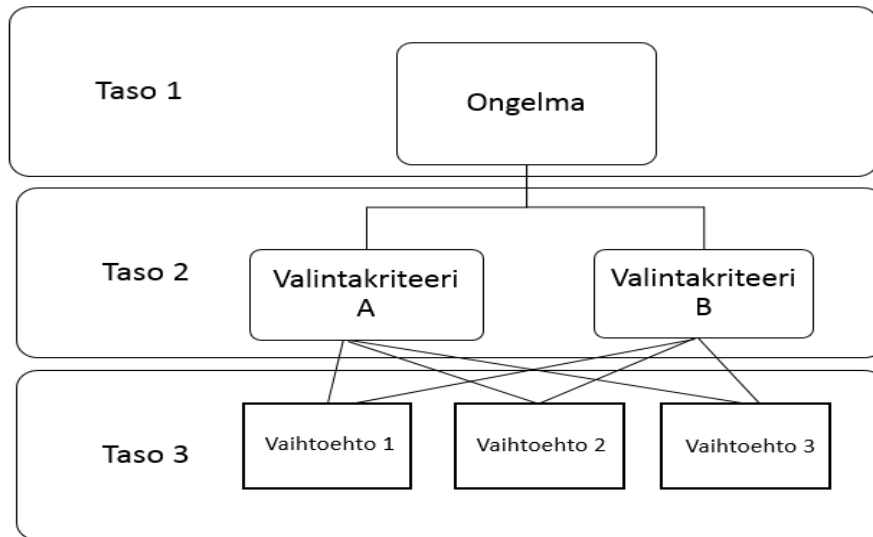 Taso 1
Ongelma
Taso 2
Valintakriteeri
A
Valintakriteeri
B
Taso 3
Vaihtoehto 1
Vaihtoehto 2
Vaihtoehto 3